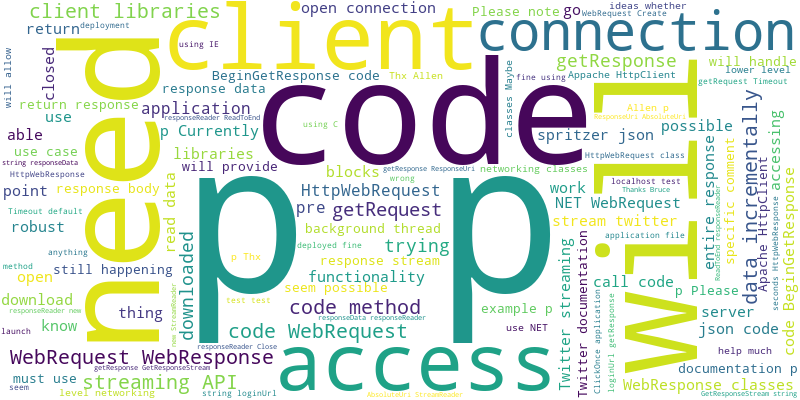 client libraries
client
open connection
Please note
go
ideas whether
WebRequest Create
connection
return
deployment
using IE
will allow
need
closed
BeginGetResponse code
Thx Allen
classes Maybe
getResponse
will handle
Appache HttpClient
lower level
fine using
getRequest Timeout
response data
code
will
return response
application
responseReader ReadToEnd
Allen p
ResponseUri AbsoluteUri
able
use
p Currently
using C
spritzer json
possible
use case
libraries
string responseData
HttpWebResponse
will provide
blocks
getResponse ResponseUri
wrong
networking classes
HttpWebRequest class
localhost test
Thanks Bruce
point
response body
read data
p p
HttpWebRequest
work
NET WebRequest
Timeout default
robust
pre
getRequest
stream twitter
application file
background thread
deployed fine
trying
anything
still happening
response stream
call code
method
open
functionality
seem possible
download
thing
downloaded
test test
code method
example p
server
p Please
responseReader new
know
new StreamReader
responseData responseReader
json code
launch
code WebRequest
use NET
help much
WebRequest WebResponse
responseReader Close
access
documentation p
getResponse GetResponseStream
must use
streaming API
WebResponse classes
seem
level networking
string loginUrl
AbsoluteUri StreamReader
GetResponseStream string
Twitter streaming
Twitter documentation
ClickOnce application
loginUrl getResponse
entire response
ReadToEnd responseReader
specific comment
data incrementally
Apache HttpClient
accessing
seconds HttpWebResponse
code BeginGetResponse